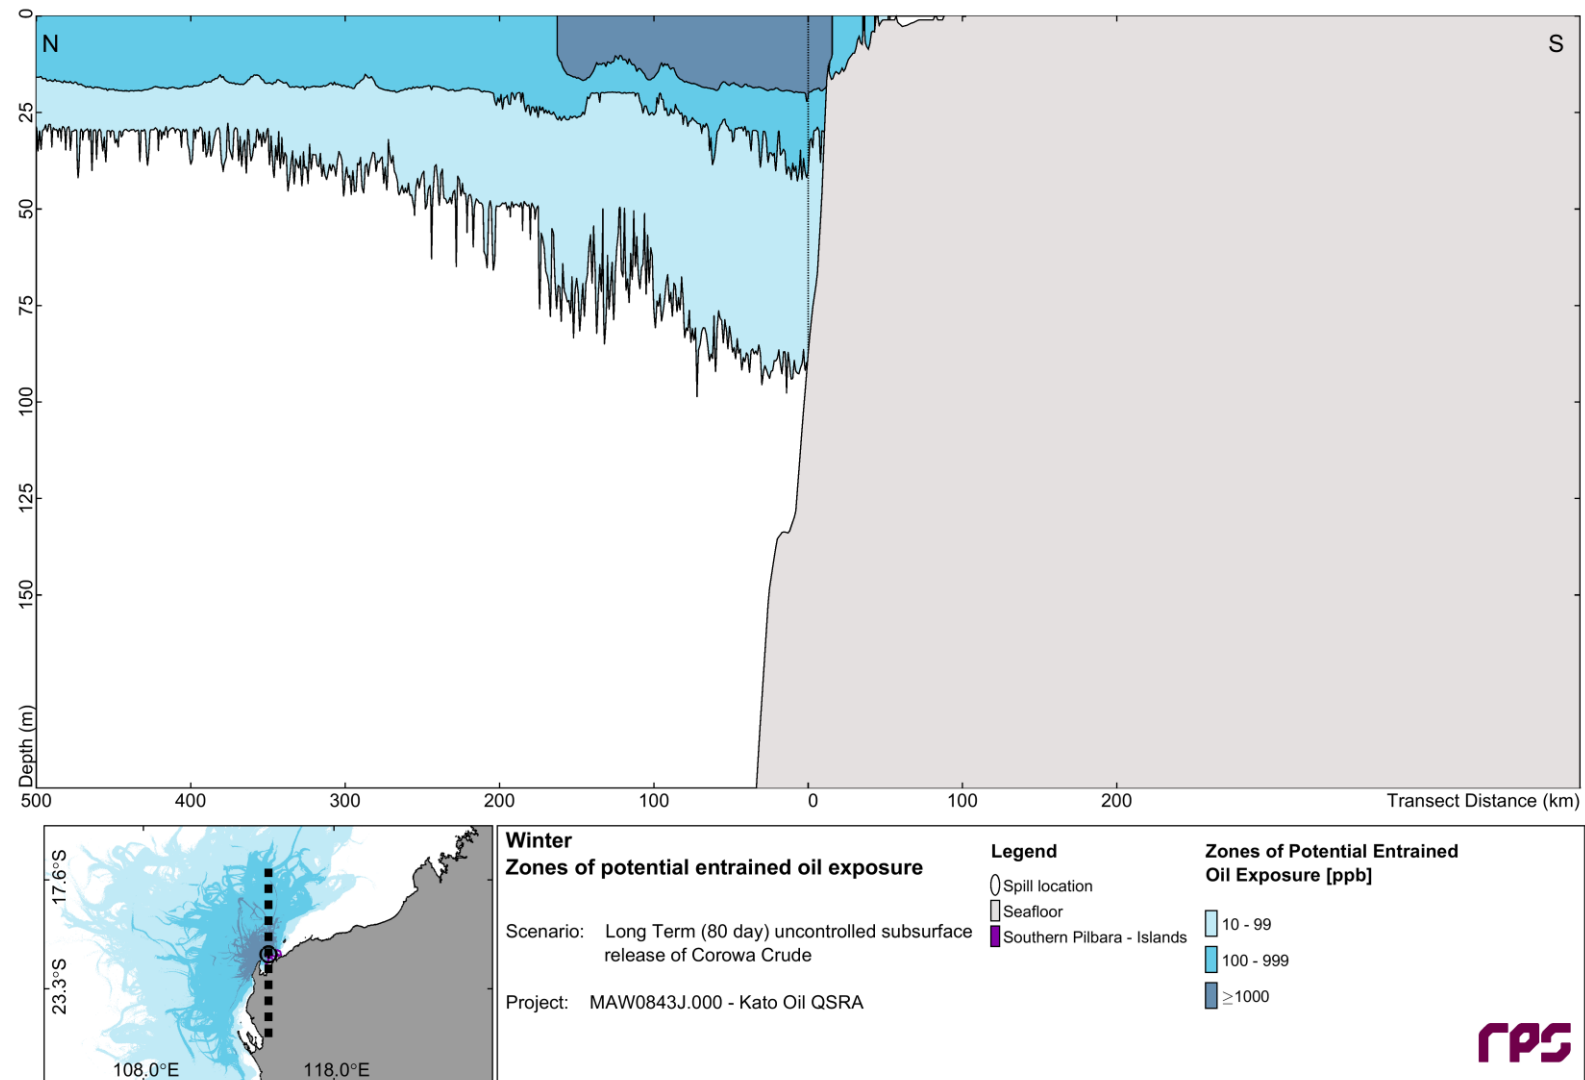 N
S
0
25
50
75
100
125
150
Depth (m)
500 400 300 200 100 0 100 200 Transect Distance (km)
17.6°S
23.3°S
108.0°E 118.0°E
Winter
Zones of potential entrained oil exposure
Scenario: Long Term (80 day) uncontrolled subsurface
release of Corowa Crude
Project: MAW0843J.000 - Kato Oil QSRA
Legend
Spill location
Seafloor
Southern Pilbara - Islands
Zones of Potential Entrained
Oil Exposure [ppb]
10 - 99
100 - 999
≥1000
rps